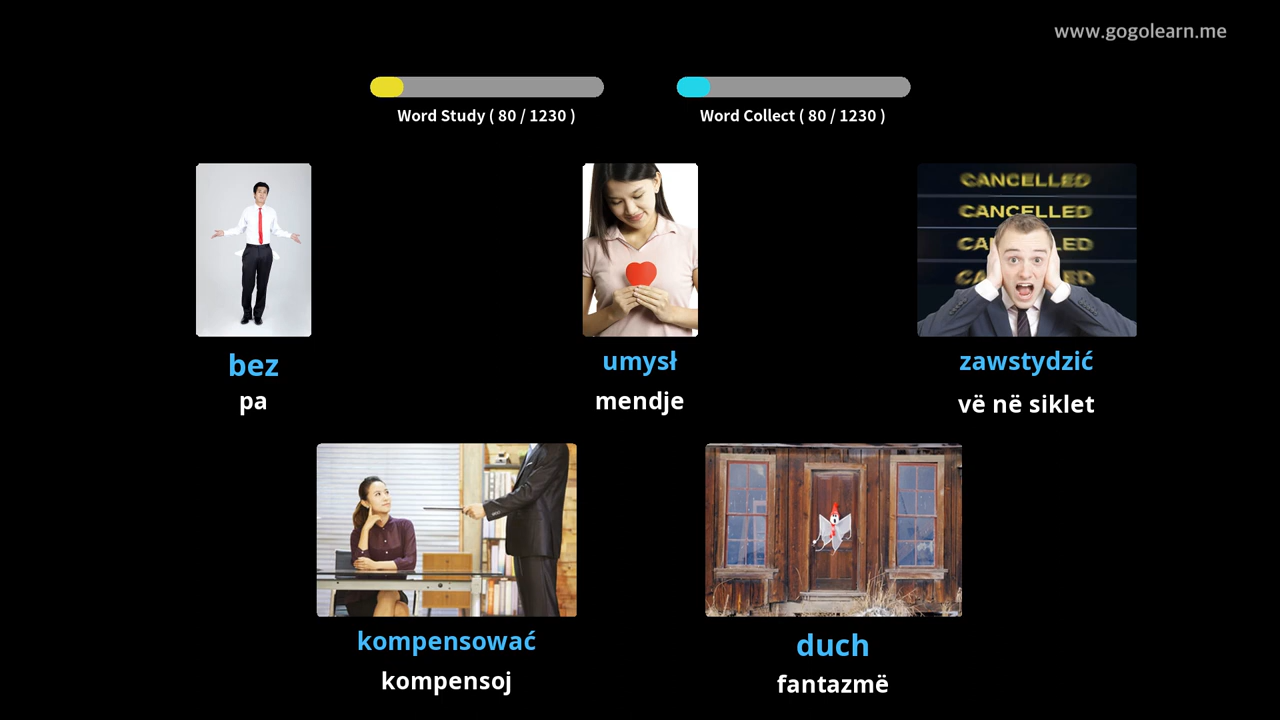 www.gogolearn.me
Word Study ( 80 / 1230 )
Word Collect ( 80 / 1230 )
CANCELLED
CANCELLED
bez
pa
umysł
mendje
zawstydzić
vë në siklet
kompensować
kompensoj
duch
fantazmë